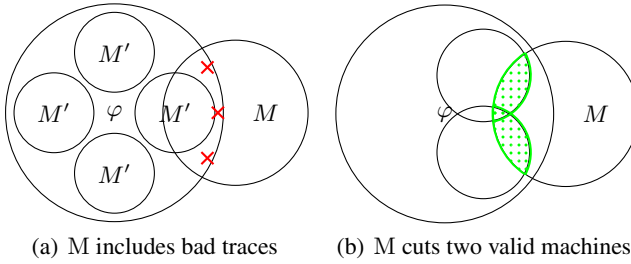 M′
M′ φ M′ M
M′
φ M
(a) M includes bad traces
(b) M cuts two valid machines